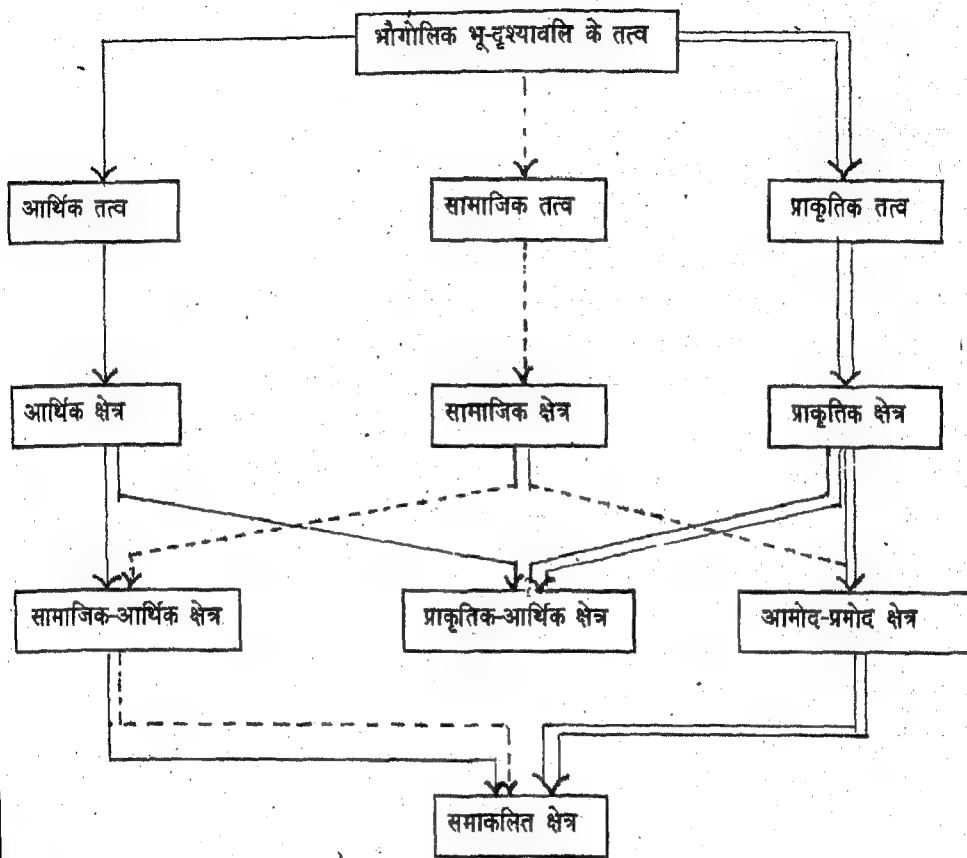 भौगोलिक भू-दृश्यावलि के तत्व
आर्थिक तत्व
सामाजिक तत्व
प्राकृतिक तत्व
आर्थिक क्षेत्र
सामाजिक क्षेत्र
प्राकृतिक क्षेत्र
सामाजिक-आर्थिक क्षेत्र
प्राकृतिक-आर्थिक क्षेत्र
आमोद-प्रमोद क्षेत्र
समाकलित क्षेत्र